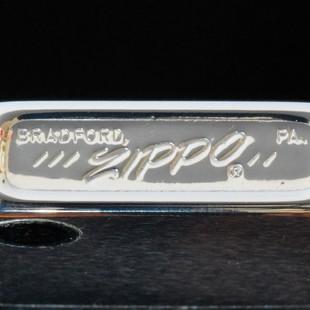 BRADFORD, PA.
//// ZIPPO ®//